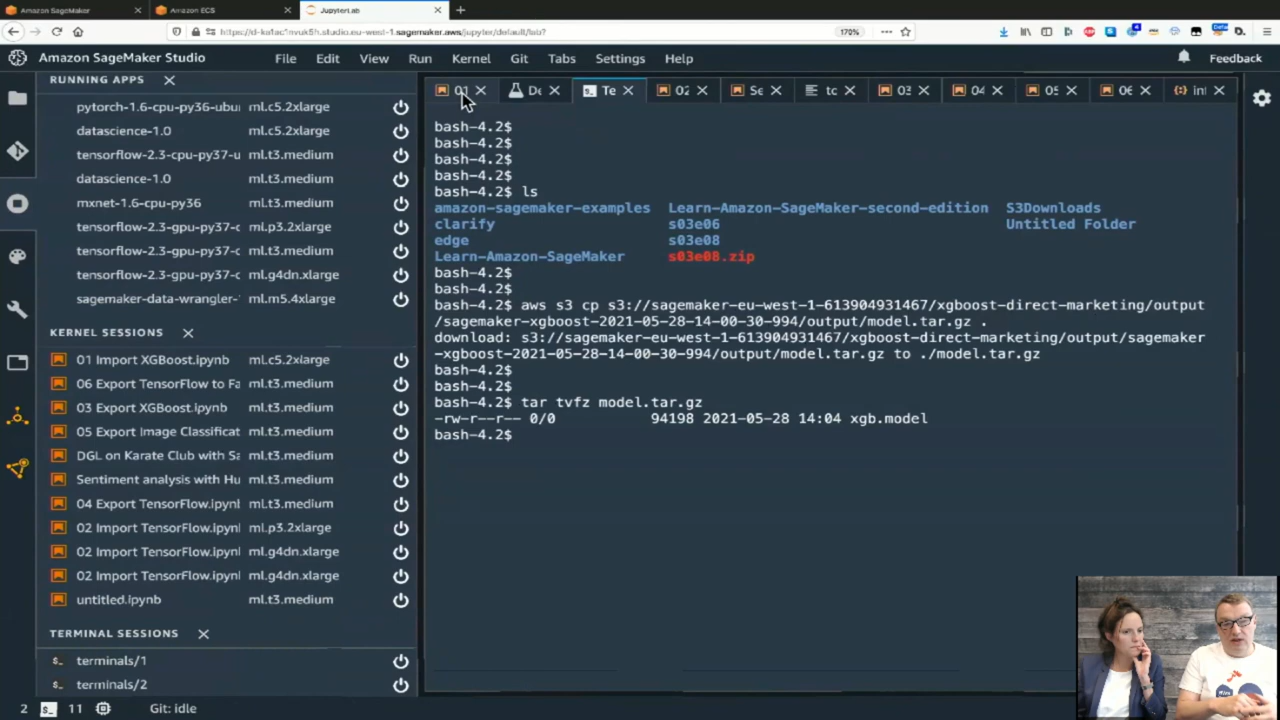 Amazon SageMaker
Amazon ECS
JupyterLab
170%
Amazon SageMaker Studio
File Edit View Run Kernel Git Tabs Settings Help
Feedback
RUNNING APPS
pytorch-1.6-cpu-py36-ubu ml.c5.2xlarge
datascience-1.0 ml.c5.2xlarge
tensorflow-2.3-cpu-py37-u ml.t3.medium
datascience-1.0 ml.t3.medium
mxnet-1.6-cpu-py36 ml.t3.medium
tensorflow-2.3-gpu-py37-c ml.p3.2xlarge
tensorflow-2.3-gpu-py37-c ml.t3.medium
tensorflow-2.3-gpu-py37-c ml.g4dn.xlarge
sagemaker-data-wrangler- ml.m5.4xlarge
KERNEL SESSIONS
01 Import XGBoost.ipynb ml.c5.2xlarge
06 Export TensorFlow to Fa ml.t3.medium
03 Export XGBoost.ipynb ml.t3.medium
05 Export Image Classificat ml.t3.medium
DGL on Karate Club with Sa ml.t3.medium
Sentiment analysis with Hu ml.t3.medium
04 Export TensorFlow.ipynl ml.t3.medium
02 Import TensorFlow.ipynl ml.p3.2xlarge
02 Import TensorFlow.ipynl ml.g4dn.xlarge
02 Import TensorFlow.ipynl ml.g4dn.xlarge
untitled.ipynb ml.t3.medium
TERMINAL SESSIONS
terminals/1
terminals/2
2 11 Git: idle
01 De Te 02 Se tc 03 04 05 06 int
bash-4.2$
bash-4.2$
bash-4.2$
bash-4.2$
bash-4.2$ ls
amazon-sagemaker-examples Learn-Amazon-SageMaker-second-edition S3Downloads
clarify s03e06 Untitled Folder
edge s03e08
Learn-Amazon-SageMaker s03e08.zip
bash-4.2$
bash-4.2$
bash-4.2$ aws s3 cp s3://sagemaker-eu-west-1-613904931467/xgboost-direct-marketing/output
/sagemaker-xgboost-2021-05-28-14-00-30-994/output/model.tar.gz .
download: s3://sagemaker-eu-west-1-613904931467/xgboost-direct-marketing/output/sagemaker
-xgboost-2021-05-28-14-00-30-994/output/model.tar.gz to ./model.tar.gz
bash-4.2$
bash-4.2$
bash-4.2$ tar tvfz model.tar.gz
-rw-r--r-- 0/0 94198 2021-05-28 14:04 xgb.model
bash-4.2$